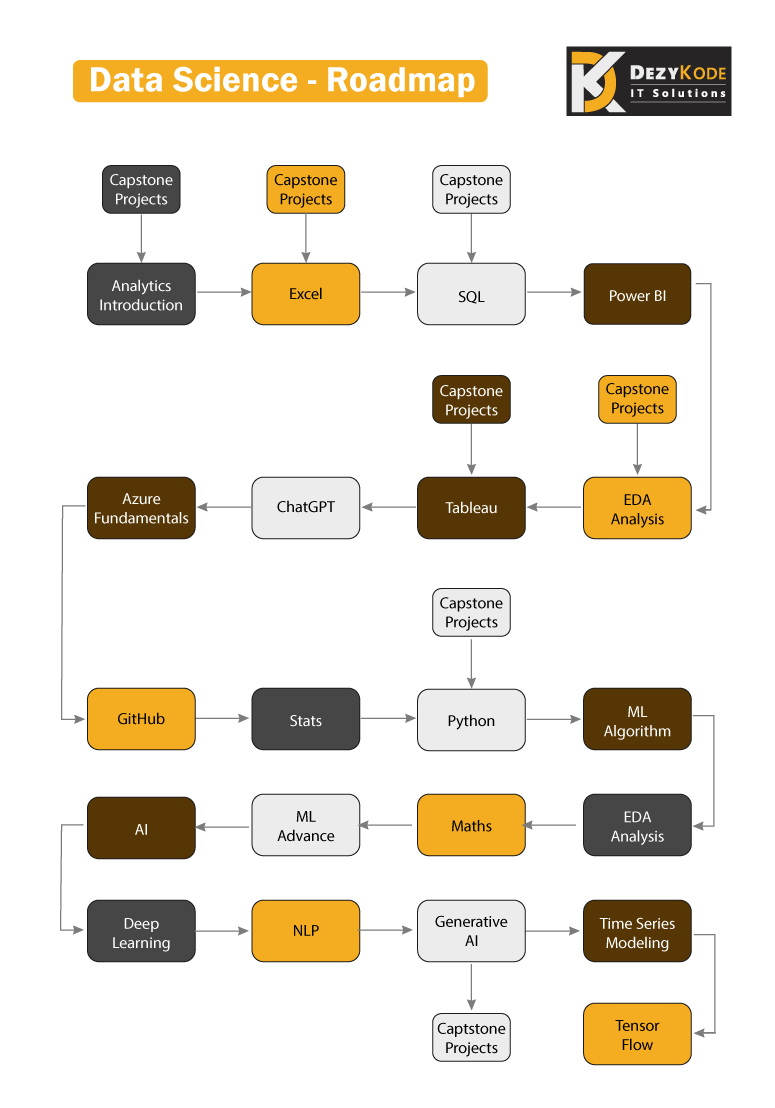 Data Science - Roadmap
DEZYKODE
IT Solutions
Capstone
Projects
Capstone
Projects
Capstone
Projects
Analytics
Introduction
Excel
SQL
Power BI
Capstone
Projects
Capstone
Projects
Azure
Fundamentals
ChatGPT
Tableau
EDA
Analysis
Capstone
Projects
GitHub
Stats
Python
ML
Algorithm
AI
ML
Advance
Maths
EDA
Analysis
Deep
Learning
NLP
Generative
AI
Time Series
Modeling
Captstone
Projects
Tensor
Flow